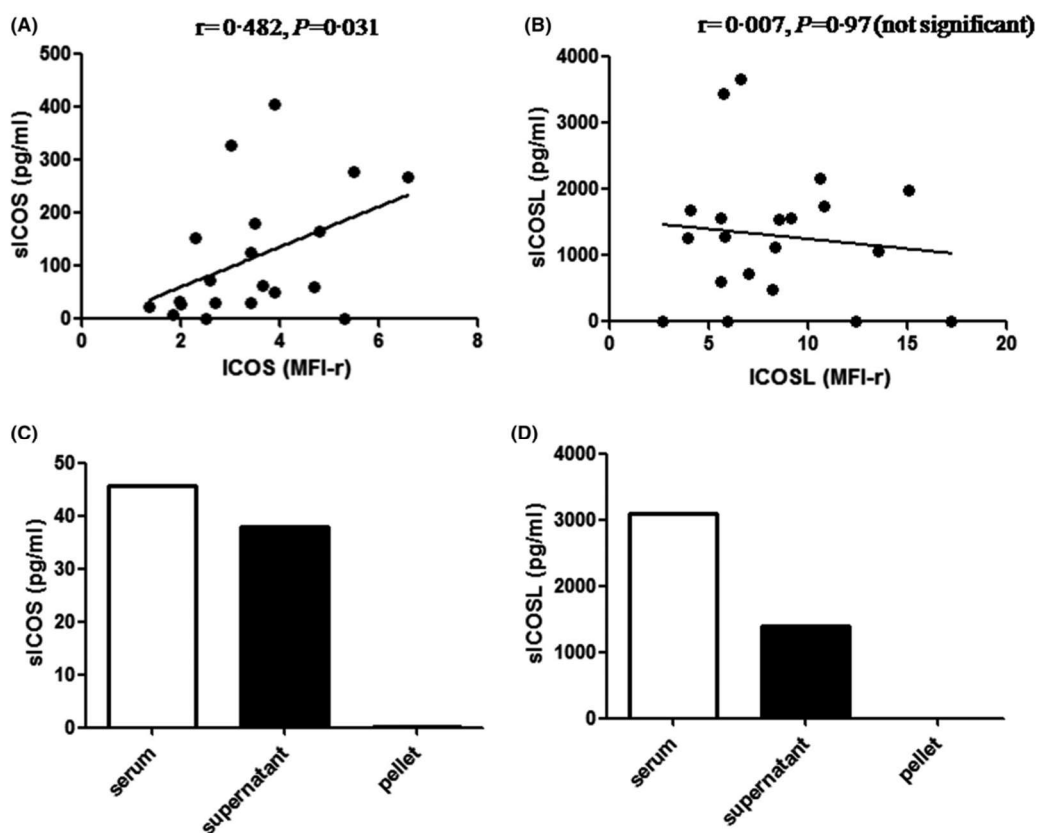 (A)
r= 0·482, P=0·031
sICOS (pg/ml)
500
400
300
200
100
0
0 2 4 6 8
ICOS (MFI-r)
(B)
r= 0·007, P=0·97 (not significant)
sICOSL (pg/ml)
4000
3000
2000
1000
0
0 5 10 15 20
ICOSL (MFI-r)
(C)
sICOS (pg/ml)
50
40
30
20
10
0
serum
supernatant
pellet
(D)
sICOSL (pg/ml)
4000
3000
2000
1000
0
serum
supernatant
pellet